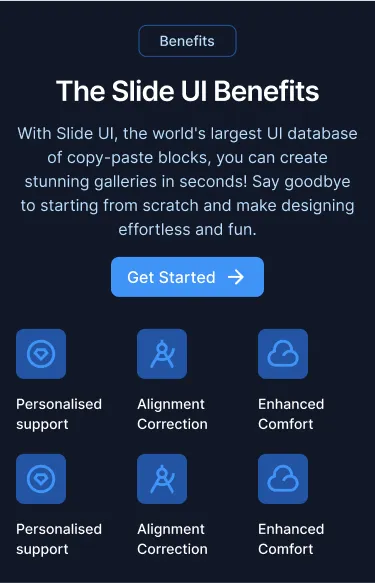 Benefits
The Slide UI Benefits
With Slide UI, the world's largest UI database
of copy-paste blocks, you can create
stunning galleries in seconds! Say goodbye
to starting from scratch and make designing
effortless and fun.
Get Started
Personalised
support
Alignment
Correction
Enhanced
Comfort
Personalised
support
Alignment
Correction
Enhanced
Comfort